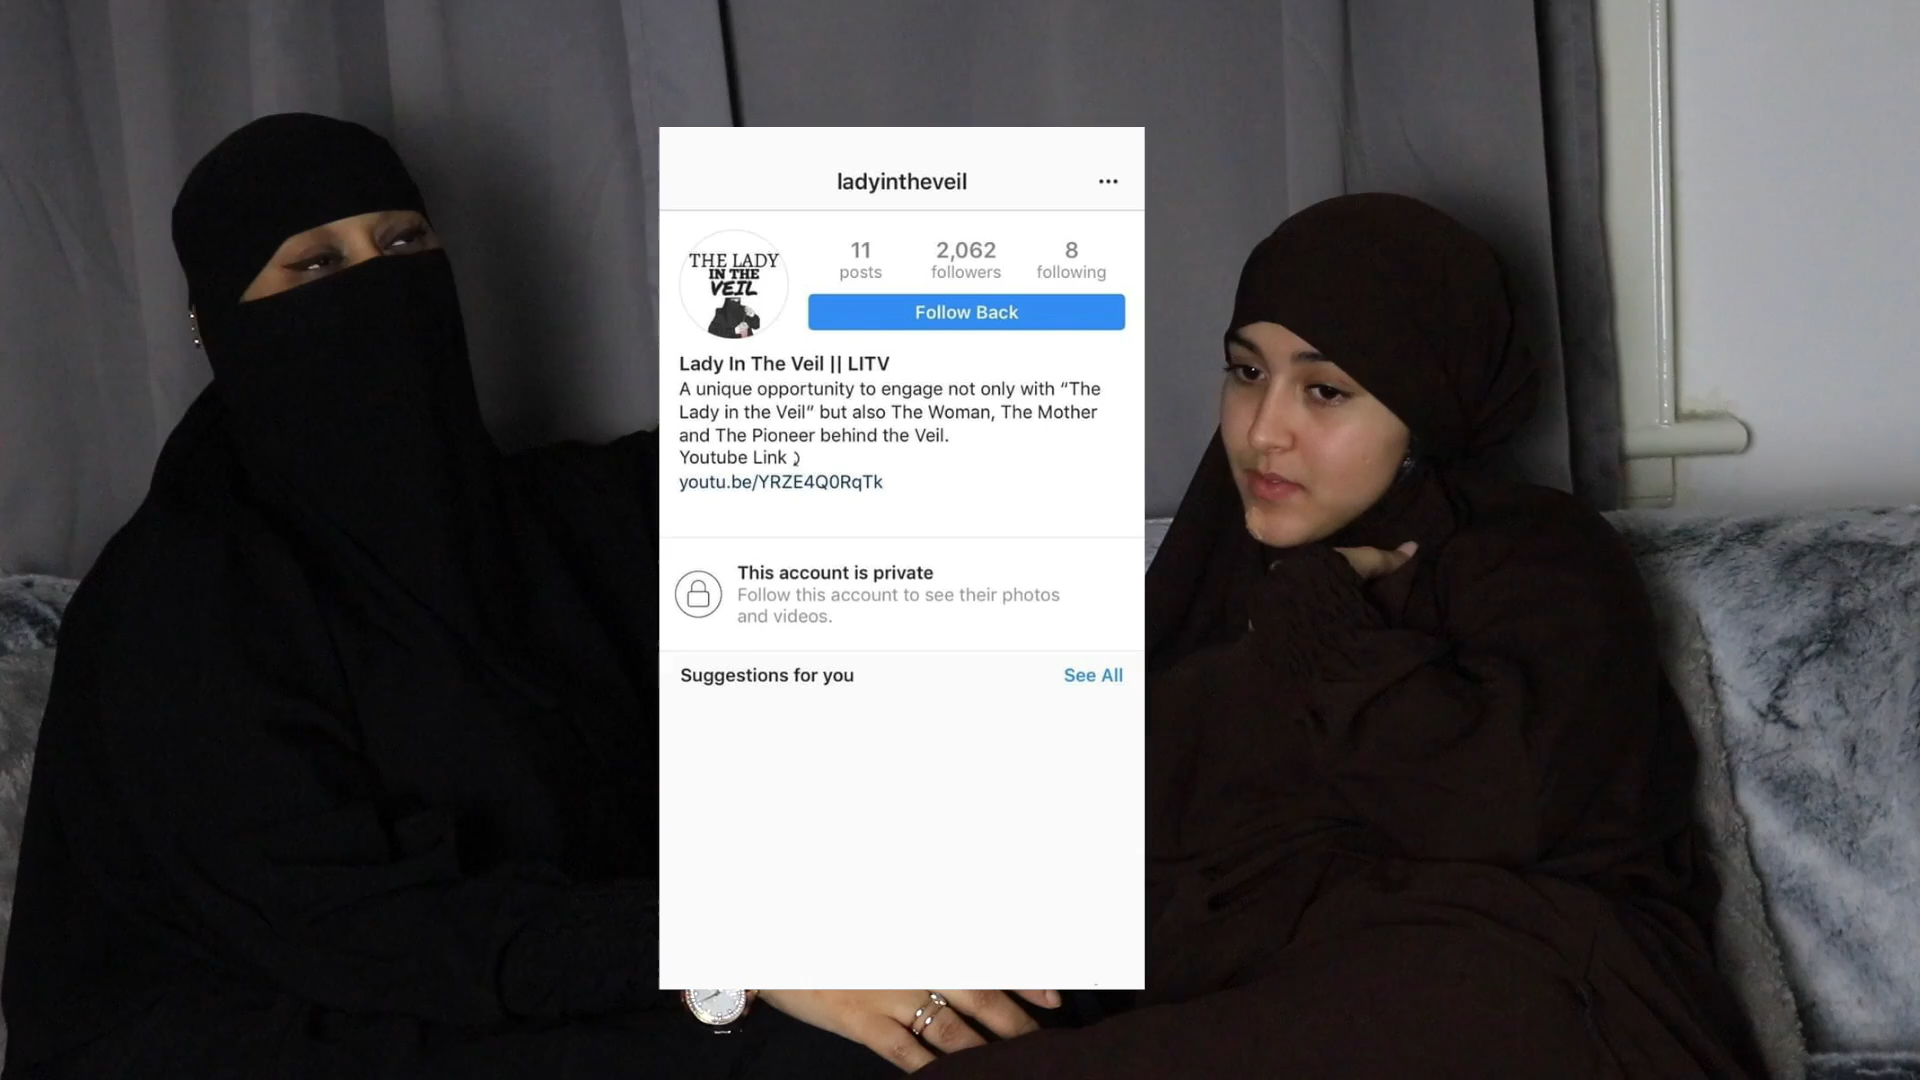 ladyintheveil
THE LADY
IN THE
VEIL
11
posts
2,062
followers
8
following
Follow Back
Lady In The Veil || LITV
A unique opportunity to engage not only with “The
Lady in the Veil” but also The Woman, The Mother
and The Pioneer behind the Veil.
Youtube Link ⤸
youtu.be/YRZE4Q0RqTk
This account is private
Follow this account to see their photos
and videos.
Suggestions for you
See All